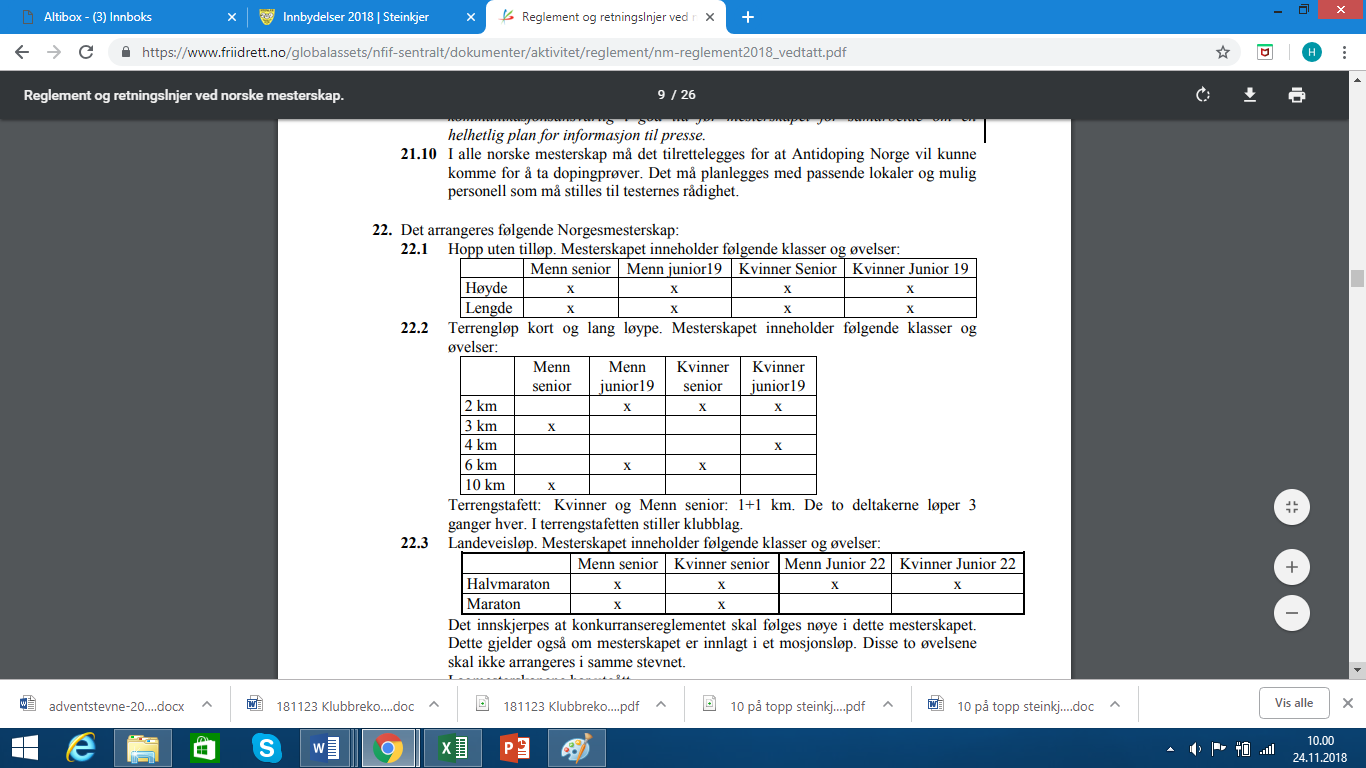 Altibox - (3) Innboks
Innbydelser 2018 | Steinkjer
Reglement og retningslnjer ved n
https://www.friidrett.no/globalassets/nfif-sentralt/dokumenter/aktivitet/reglement/nm-reglement2018_vedtatt.pdf
H
Reglement og retningslnjer ved norske mesterskap.
9 / 26
kommunikasjonsansvarlig i god tid før mesterskapet for samarbeide om en
helhetlig plan for informasjon til presse.
21.10 I alle norske mesterskap må det tilrettelegges for at Antidoping Norge vil kunne
komme for å ta dopingprøver. Det må planlegges med passende lokaler og mulig
personell som må stilles til testernes rådighet.
22. Det arrangeres følgende Norgesmesterskap:
22.1 Hopp uten tilløp. Mesterskapet inneholder følgende klasser og øvelser:
Menn senior Menn junior19 Kvinner Senior Kvinner Junior 19
Høyde x x x x
Lengde x x x x
22.2 Terrengløp kort og lang løype. Mesterskapet inneholder følgende klasser og
øvelser:
Menn Menn Kvinner Kvinner
senior junior19 senior junior19
2 km x x x
3 km x
4 km x
6 km x x
10 km x
Terrengstafett: Kvinner og Menn senior: 1+1 km. De to deltakerne løper 3
ganger hver. I terrengstafetten stiller klubblag.
22.3 Landeveisløp. Mesterskapet inneholder følgende klasser og øvelser:
Menn senior Kvinner senior Menn Junior 22 Kvinner Junior 22
Halvmaraton x x x x
Maraton x x
Det innskjerpes at konkurransereglementet skal følges nøye i dette mesterskapet.
Dette gjelder også om mesterskapet er innlagt i et mosjonsløp. Disse to øvelsene
skal ikke arrangeres i samme stevnet.
adventstevne-20....docx
181123 Klubbreko....doc
181123 Klubbreko....pdf
10 på topp steinkj....pdf
10 på topp steinkj....doc
Vis alle
10.00
24.11.2018